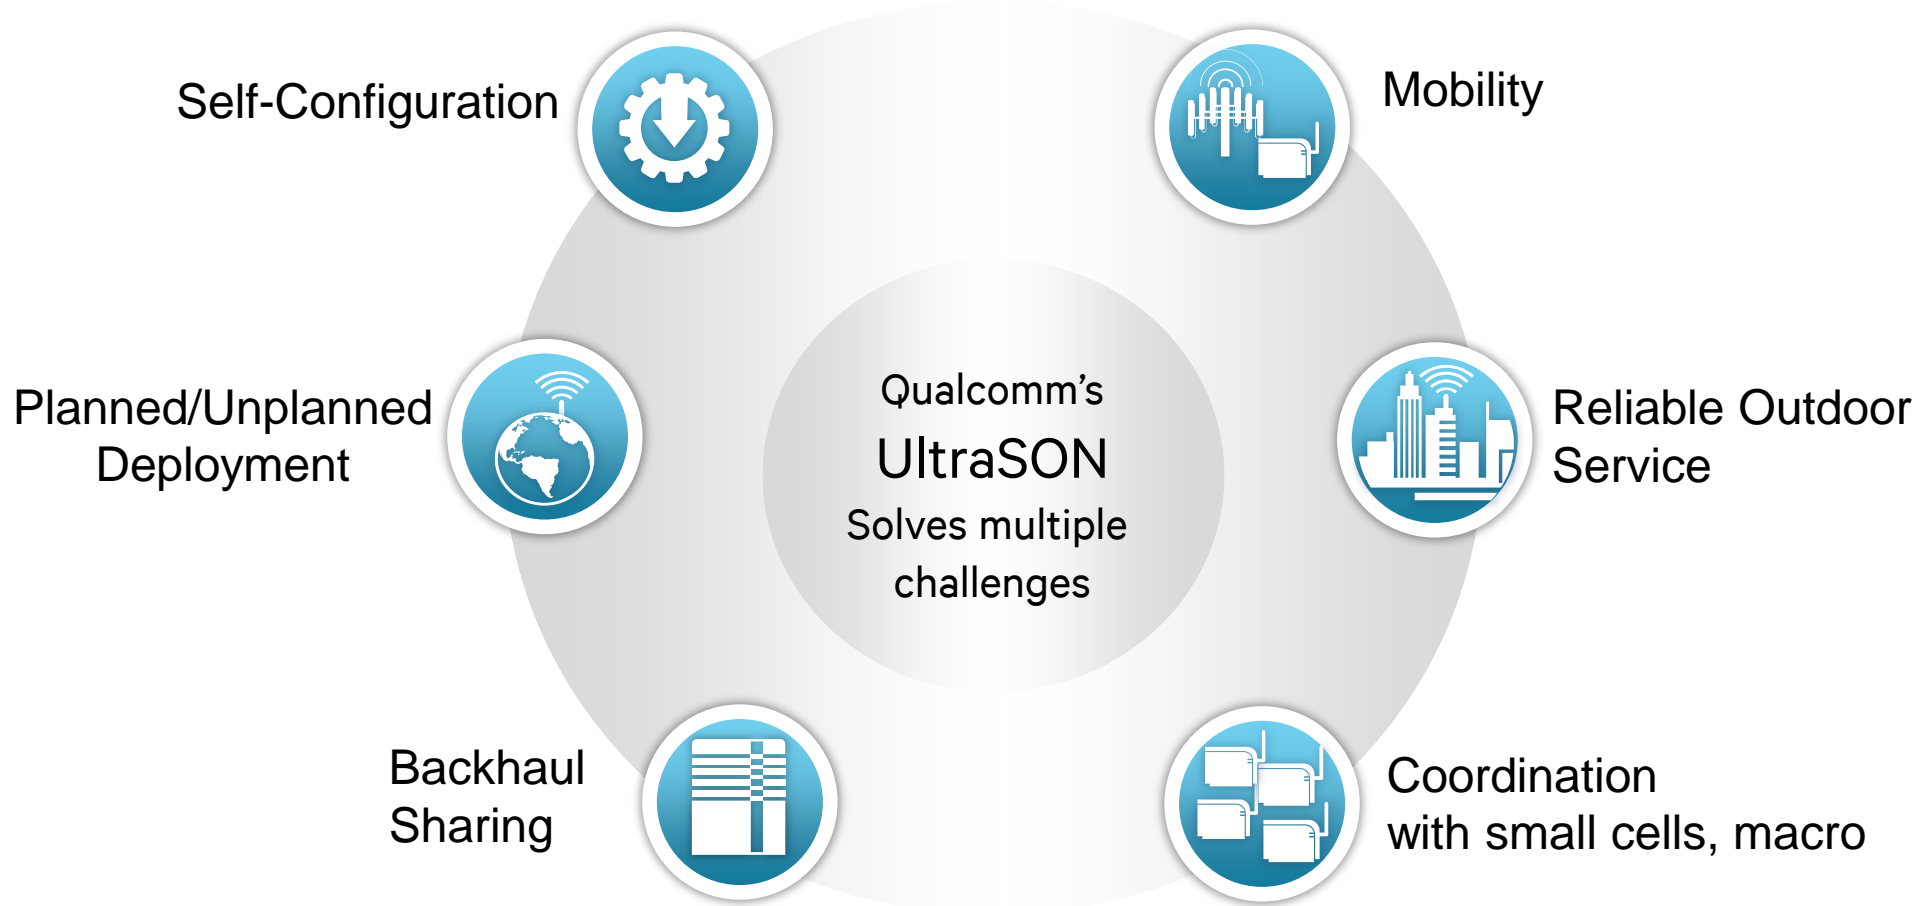 Self-Configuration
Mobility
Planned/Unplanned
Deployment
Qualcomm’s
UltraSON
Solves multiple
challenges
Reliable Outdoor
Service
Backhaul
Sharing
Coordination
with small cells, macro